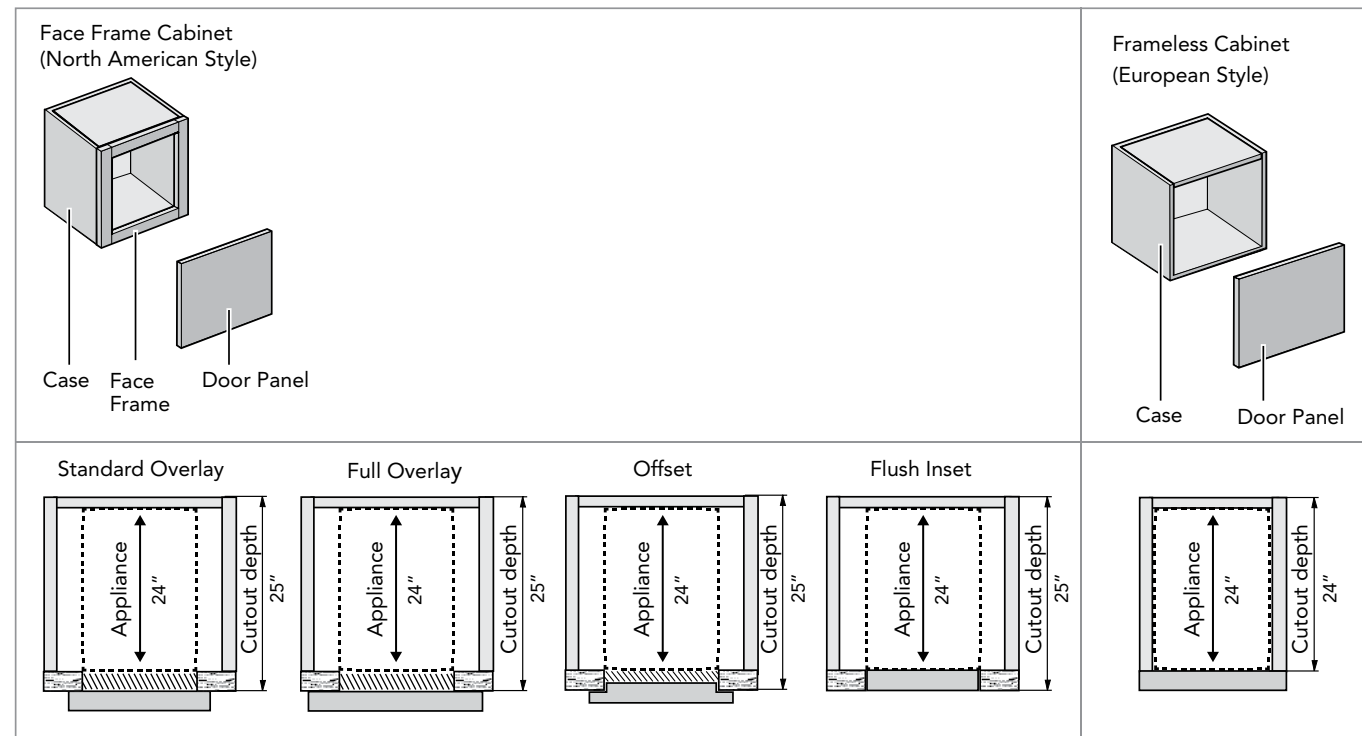 Face Frame Cabinet
(North American Style)
Case
Face
Frame
Door Panel
Frameless Cabinet
(European Style)
Case
Door Panel
Standard Overlay
Appliance
24″
Cutout depth
25″
Full Overlay
Appliance
24″
Cutout depth
25″
Offset
Appliance
24″
Cutout depth
25″
Flush Inset
Appliance
24″
Cutout depth
25″
Appliance
24″
Cutout depth
24″